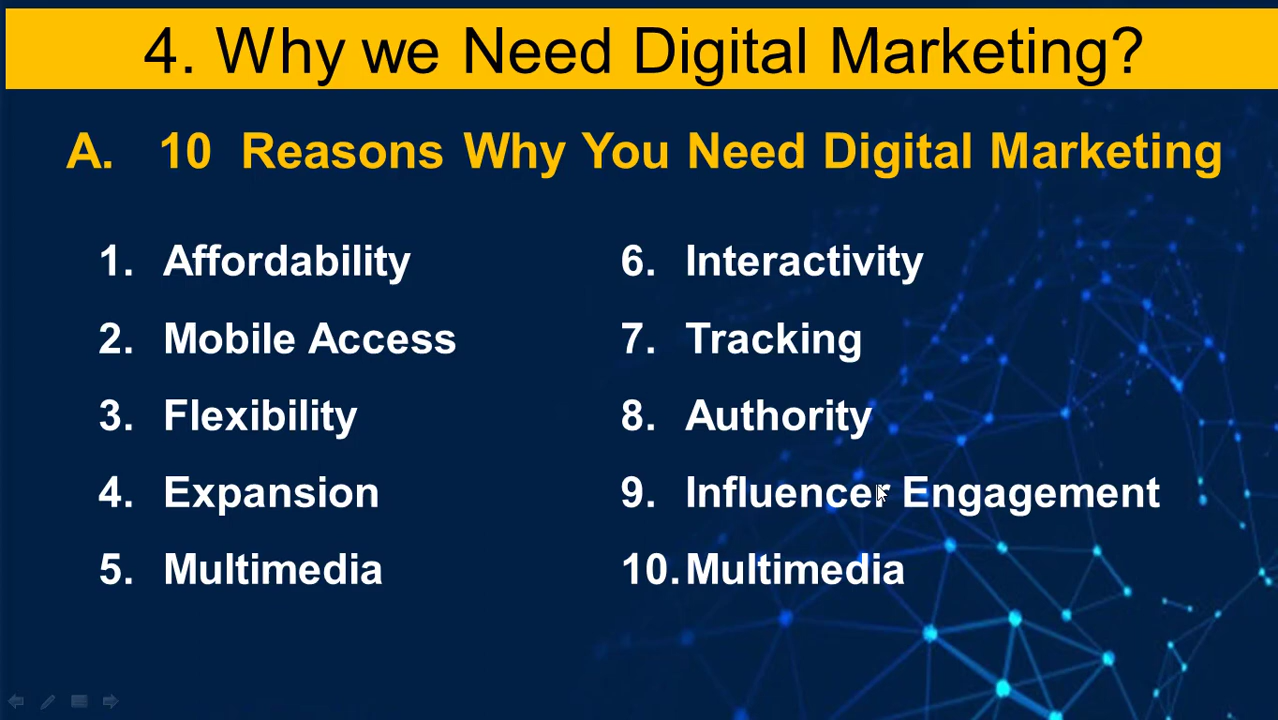 4. Why we Need Digital Marketing?
A. 10 Reasons Why You Need Digital Marketing
1. Affordability
2. Mobile Access
3. Flexibility
4. Expansion
5. Multimedia
6. Interactivity
7. Tracking
8. Authority
9. Influencer Engagement
10. Multimedia